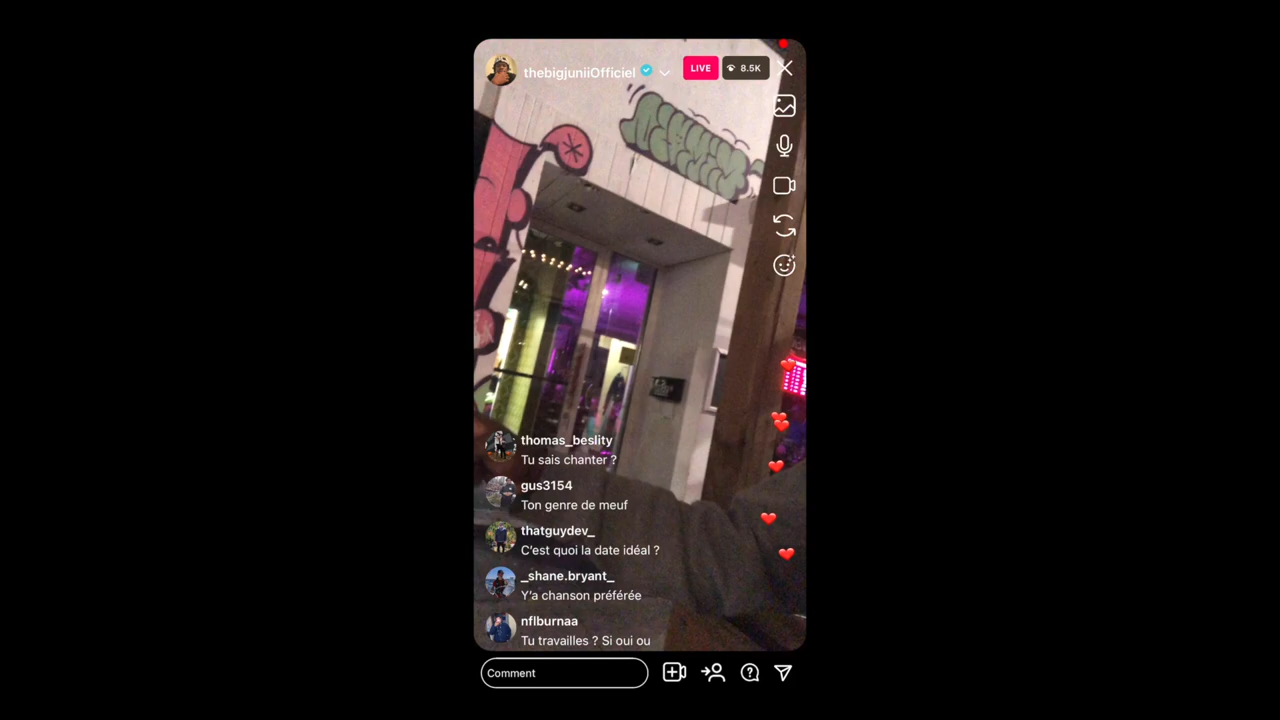 thebigjuniiOfficiel
LIVE
8.5K
thomas_beslity
Tu sais chanter ?
gus3154
Ton genre de meuf
thatguydev_
C'est quoi la date idéal ?
_shane.bryant_
Y'a chanson préférée
nflburnaa
Tu travailles ? Si oui ou
Comment